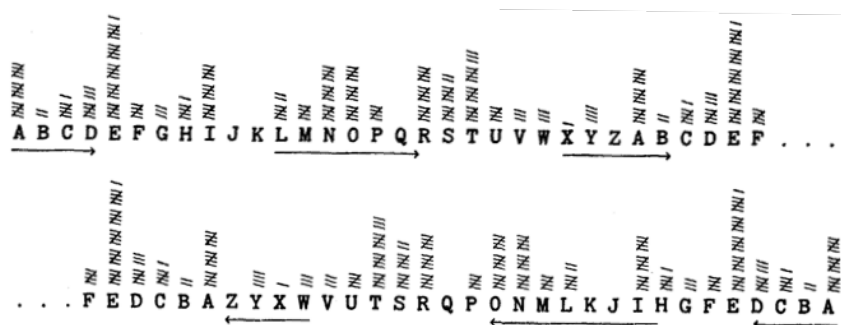 A B C D E F G H I J K L M N O P Q R S T U V W X Y Z A B C D E F . . .
. . . F E D C B A Z Y X W V U T S R Q P O N M L K J I H G F E D C B A